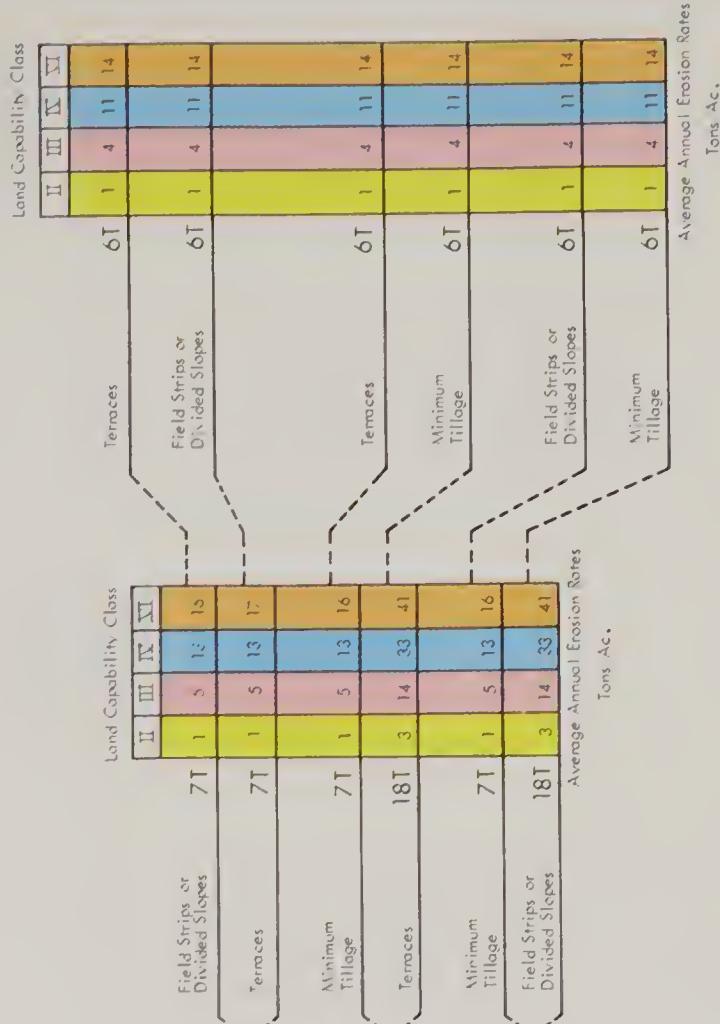 Land Capability Class
II III IV VI
Field Strips or
Divided Slopes
7T 1 5 13 16
Terraces
7T 1 5 13 17
Minimum
Tillage
7T 1 5 13 16
Terraces
18T 3 14 33 41
Minimum
Tillage
7T 1 5 13 16
Field Strips or
Divided Slopes
18T 3 14 33 41
Average Annual Erosion Rates
Tons Ac.
Land Capability Class
II III IV VI
Terraces
6T 1 4 11 14
Field Strips or
Divided Slopes
6T 1 4 11 14
Terraces
6T 1 4 11 14
Minimum
Tillage
6T 1 4 11 14
Field Strips or
Divided Slopes
6T 1 4 11 14
Minimum
Tillage
6T 1 4 11 14
Average Annual Erosion Rates
Tons Ac.